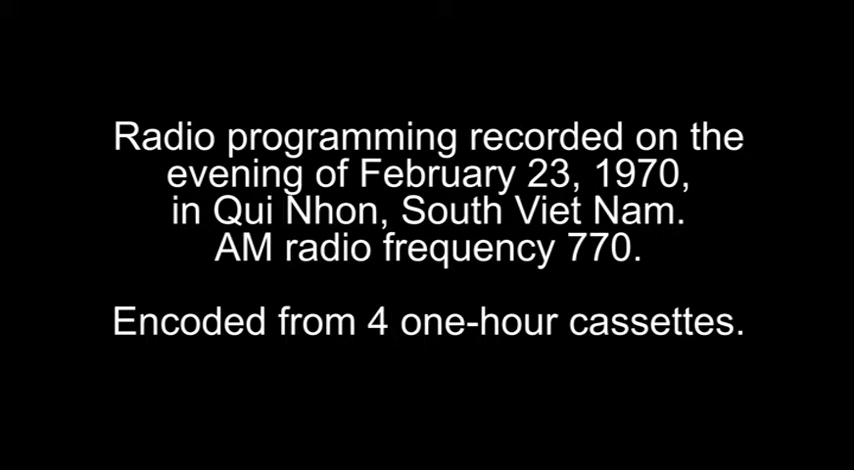 Radio programming recorded on the
evening of February 23, 1970,
in Qui Nhon, South Viet Nam.
AM radio frequency 770.
Encoded from 4 one-hour cassettes.